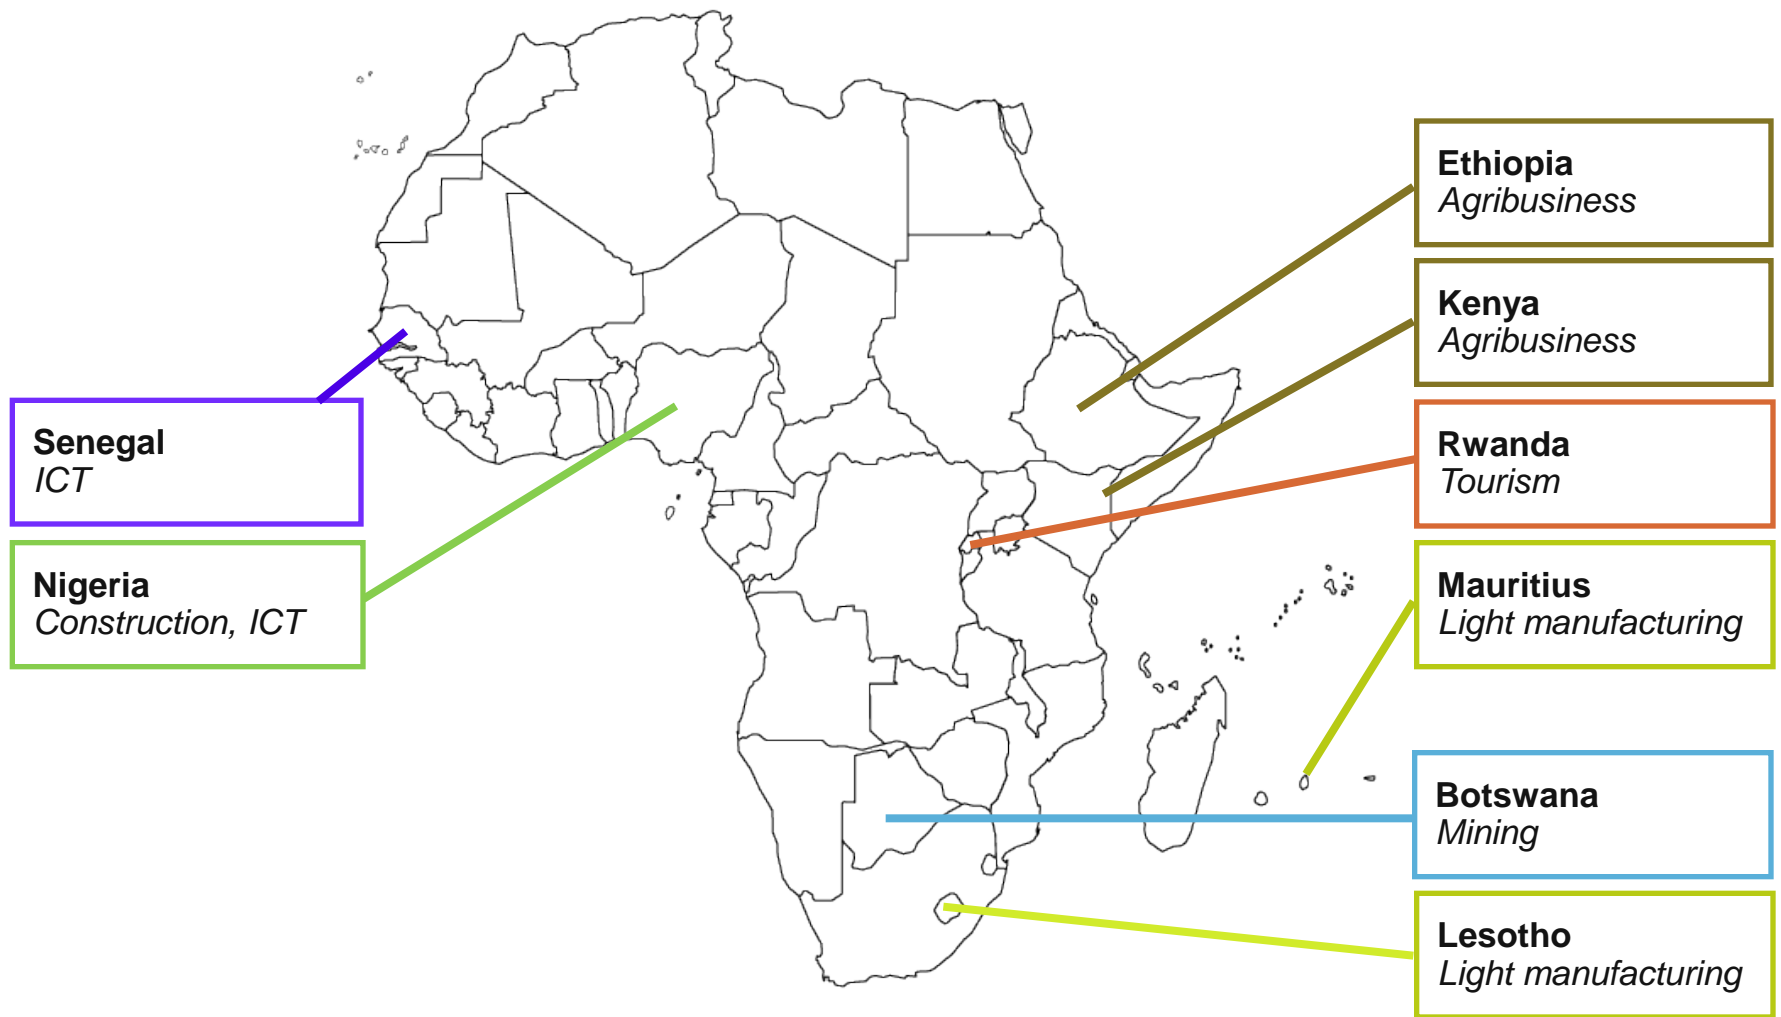 Ethiopia
Agribusiness
Kenya
Agribusiness
Rwanda
Tourism
Mauritius
Light manufacturing
Botswana
Mining
Lesotho
Light manufacturing
Senegal
ICT
Nigeria
Construction, ICT